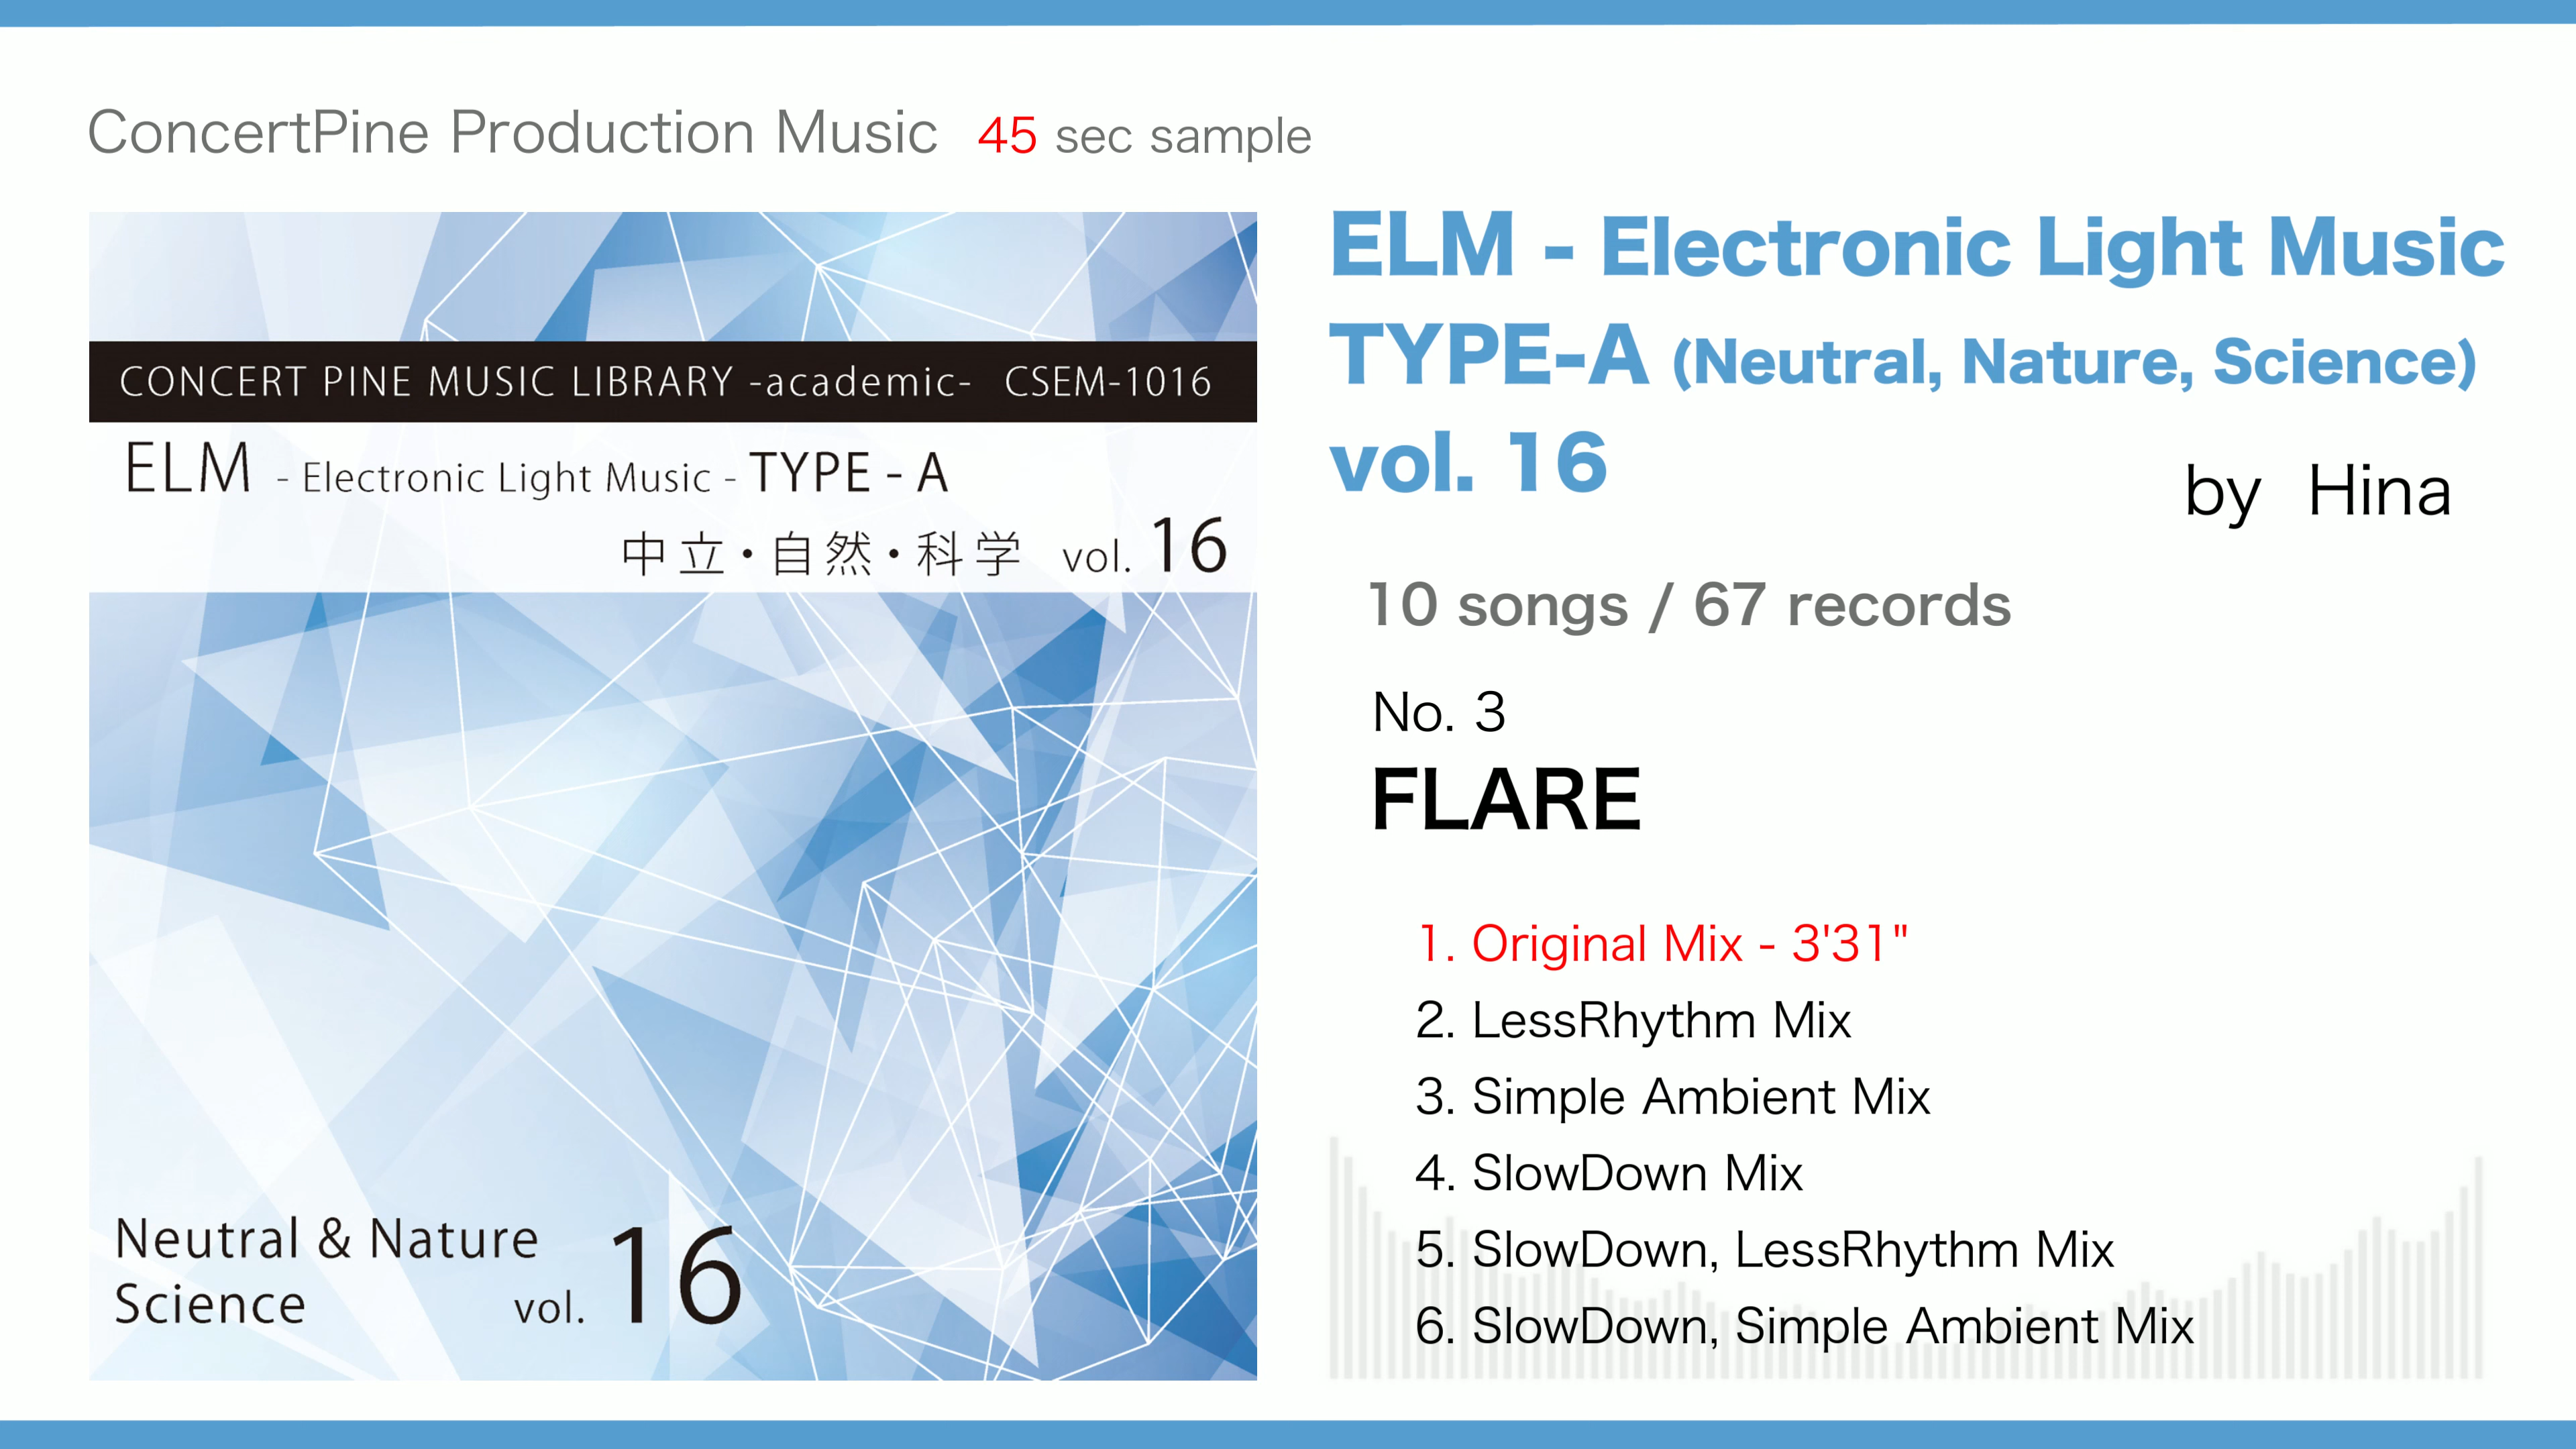 ConcertPine Production Music 45 sec sample
CONCERT PINE MUSIC LIBRARY -academic- CSEM-1016
ELM - Electronic Light Music - TYPE - A
中立・自然・科学 vol. 16
Neutral & Nature
Science vol. 16
ELM - Electronic Light Music
TYPE-A (Neutral, Nature, Science)
vol. 16
by Hina
10 songs / 67 records
No. 3
FLARE
1. Original Mix - 3'31"
2. LessRhythm Mix
3. Simple Ambient Mix
4. SlowDown Mix
5. SlowDown, LessRhythm Mix
6. SlowDown, Simple Ambient Mix